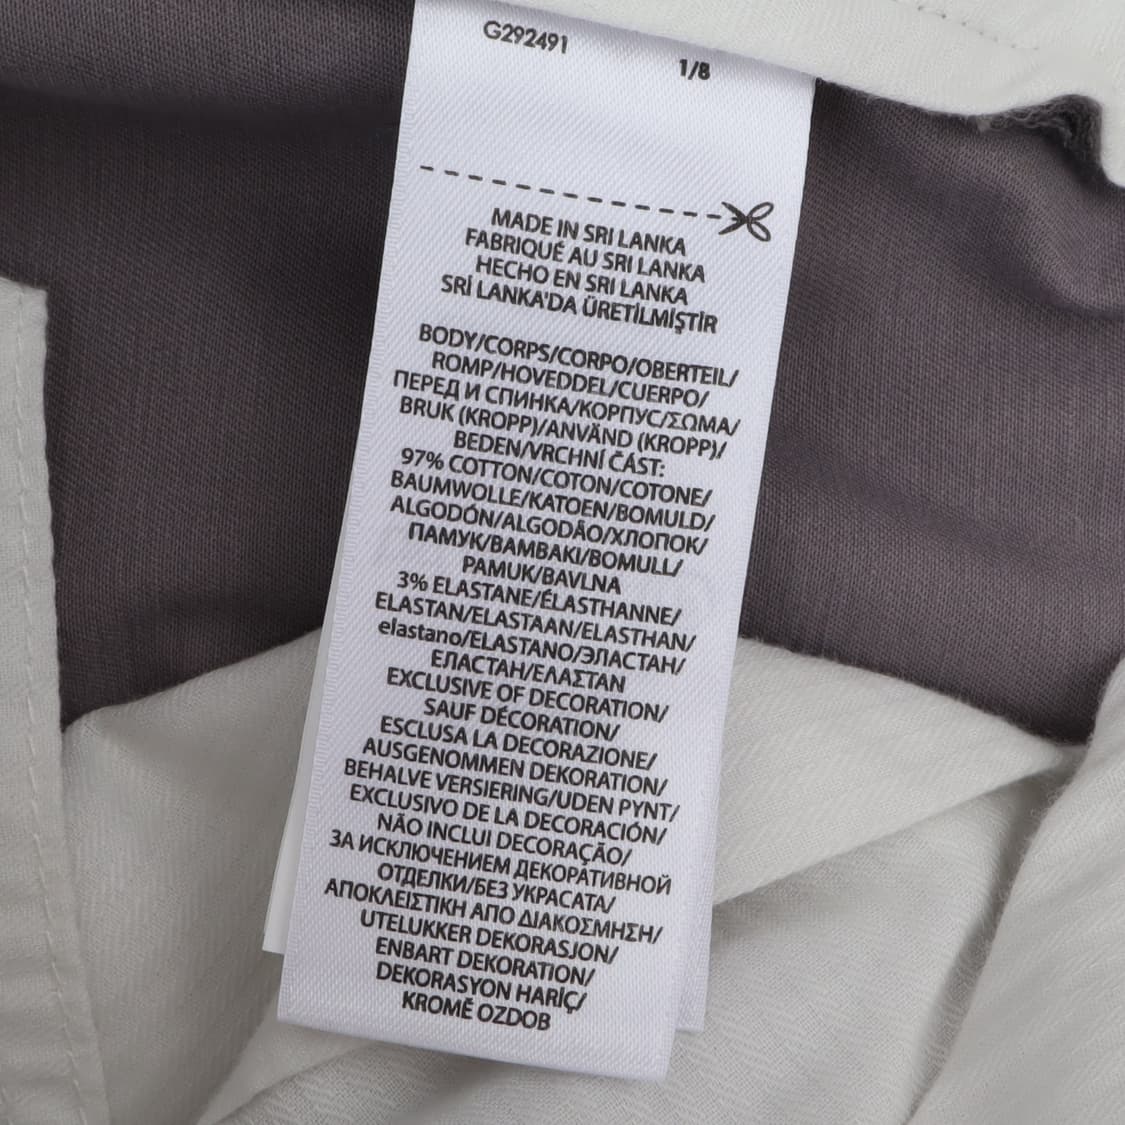 G292491
1/8
MADE IN SRI LANKA
FABRIQUÉ AU SRI LANKA
HECHO EN SRI LANKA
SRİ LANKA'DA ÜRETİLMİŞTİR
BODY/CORPS/CORPO/OBERTEIL/
ROMP/HOVEDDEL/CUERPO/
ПЕРЕД И СПИНКА/КОРПУС/ΣΩΜΑ/
BRUK (KROPP)/ANVÄND (KROPP)/
BEDEN/VRCHNÍ ČÁST:
97% COTTON/COTON/COTONE/
BAUMWOLLE/KATOEN/BOMULD/
ALGODÓN/ALGODÃO/ХЛОПОК/
ПАМУК/ΒΑΜΒΑΚΙ/BOMULL/
PAMUK/BAVLNA
3% ELASTANE/ÉLASTHANNE/
ELASTAN/ELASTAAN/ELASTHAN/
elastano/ELASTANO/ЭЛАСТАН/
ЕЛАСТАН/ΕΛΑΣΤΑΝ
EXCLUSIVE OF DECORATION/
SAUF DÉCORATION/
ESCLUSA LA DECORAZIONE/
AUSGENOMMEN DEKORATION/
BEHALVE VERSIERING/UDEN PYNT/
EXCLUSIVO DE LA DECORACIÓN/
NÃO INCLUI DECORAÇÃO/
ЗА ИСКЛЮЧЕНИЕМ ДЕКОРАТИВНОЙ
ОТДЕЛКИ/БЕЗ УКРАСАТА/
ΑΠΟΚΛΕΙΣΤΙΚΗ ΑΠΟ ΔΙΑΚΟΣΜΗΣΗ/
UTELUKKER DEKORASJON/
ENBART DEKORATION/
DEKORASYON HARİÇ/
KROMĚ OZDOB